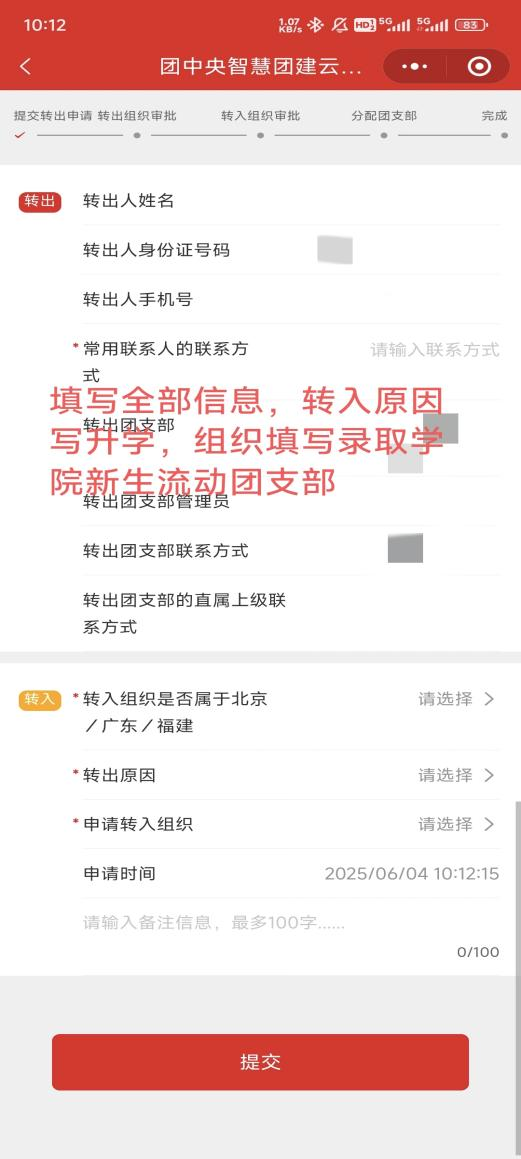 10:12
1.07 KB/s HD 5G 5G 83
团中央智慧团建云...
提交转出申请 转出组织审批 转入组织审批 分配团支部 完成
转出 转出人姓名
转出人身份证号码
转出人手机号
*常用联系人的联系方 请输入联系方式
式
填写全部信息，转入原因
转出团支部
写升学，组织填写录取学
院新生流动团支部
转出团支部管理员
转出团支部联系方式
转出团支部的直属上级联
系方式
转入 *转入组织是否属于北京 请选择
/广东/福建
*转出原因 请选择
*申请转入组织 请选择
申请时间 2025/06/04 10:12:15
请输入备注信息，最多100字......
0/100
提交